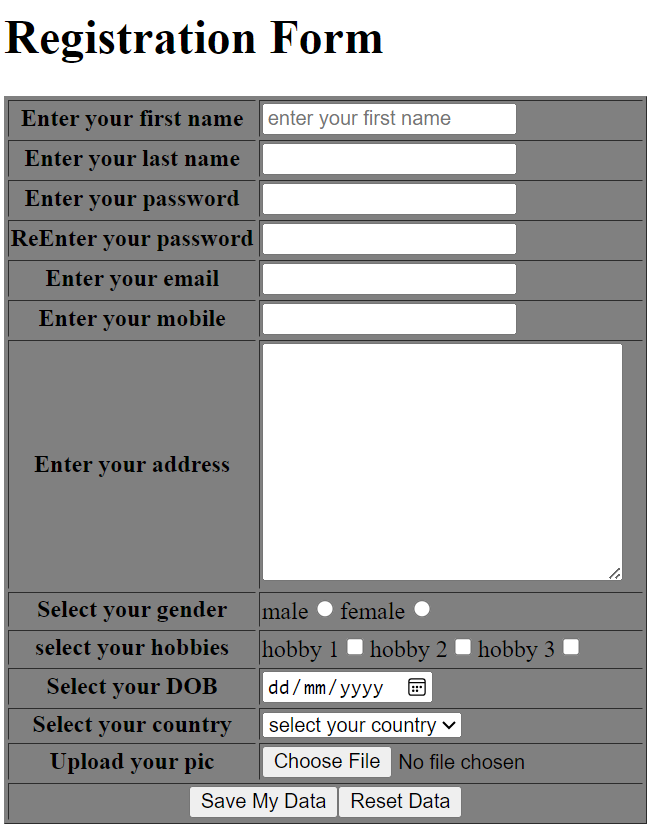 Registration Form
Enter your first name enter your first name
Enter your last name
Enter your password
ReEnter your password
Enter your email
Enter your mobile
Enter your address
Select your gender male female
select your hobbies hobby 1 hobby 2 hobby 3
Select your DOB dd/mm/yyyy
Select your country select your country
Upload your pic Choose File No file chosen
Save My Data Reset Data